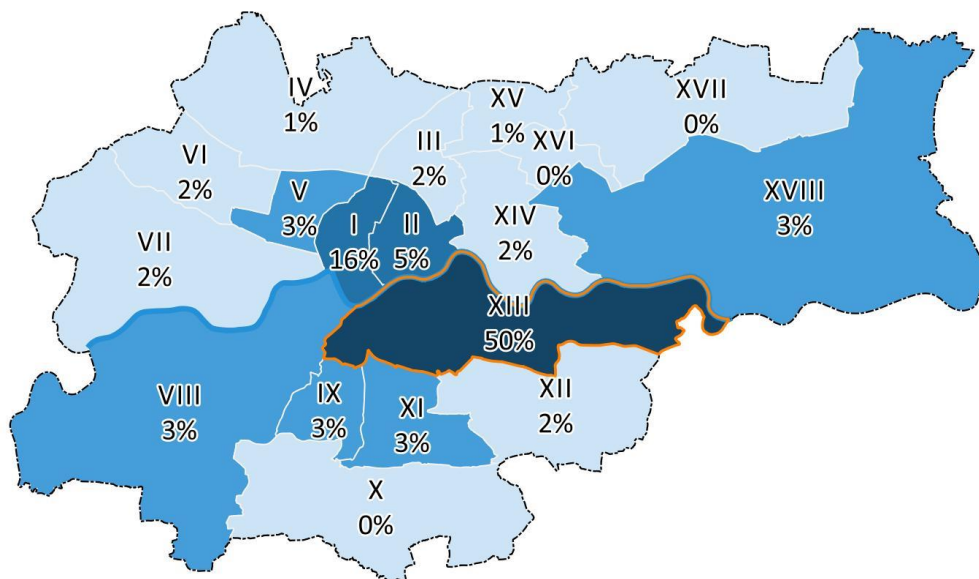 IV
1%
XV
1%
XVII
0%
III
2%
XVI
0%
VI
2%
V
3%
XVIII
3%
I
16%
II
5%
XIV
2%
VII
2%
XIII
50%
VIII
3%
IX
3%
XI
3%
XII
2%
X
0%